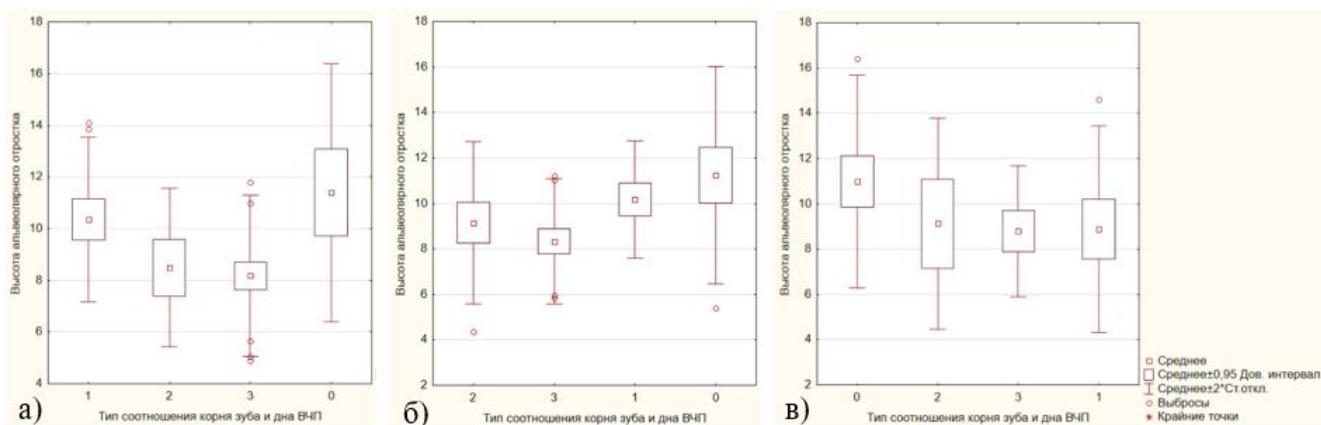 18
16
14
12
10
8
6
4
Высота альвеолярного отростка
1 2 3 0
Тип соотношения корня зуба и дна ВЧП
а)
18
16
14
12
10
8
6
4
2
Высота альвеолярного отростка
2 3 1 0
Тип соотношения корня зуба и дна ВЧП
б)
18
16
14
12
10
8
6
4
2
Высота альвеолярного отростка
0 2 3 1
Тип соотношения корня зуба и дна ВЧП
в)
Среднее
Среднее±0,95 Дов. интервал
Среднее±2*Ст.откл.
Выбросы
Крайние точки